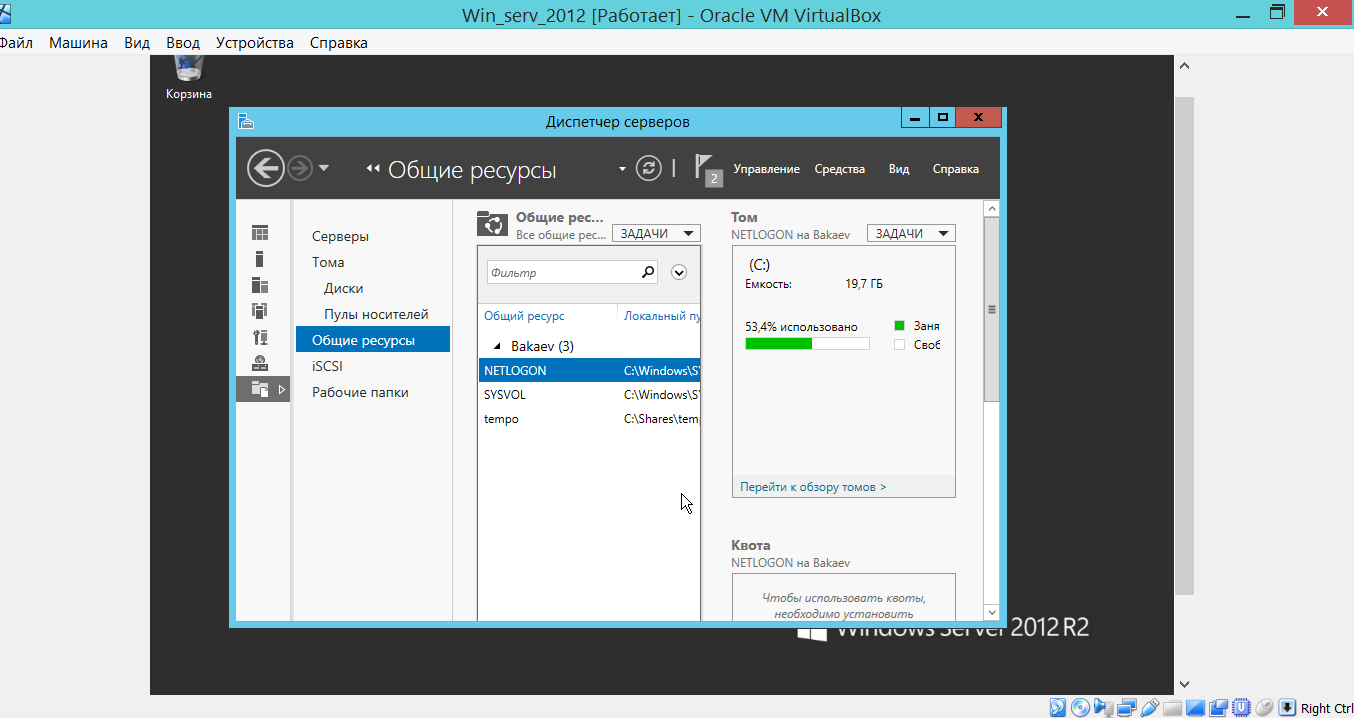 Win_serv_2012 [Работает] - Oracle VM VirtualBox
Файл Машина Вид Ввод Устройства Справка
Корзина
Диспетчер серверов
Общие ресурсы
2
Управление Средства Вид Справка
Серверы
Тома
Диски
Пулы носителей
Общие ресурсы
iSCSI
Рабочие папки
Общие рес...
Все общие рес...
ЗАДАЧИ
Фильтр
Общий ресурс Локальный пу
Bakaev (3)
NETLOGON C:\Windows\SY
SYSVOL C:\Windows\SY
tempo C:\Shares\temp
Том
NETLOGON на Bakaev
ЗАДАЧИ
(C:)
Емкость: 19,7 ГБ
53,4% использовано
Заня
Своб
Перейти к обзору томов >
Квота
NETLOGON на Bakaev
Чтобы использовать квоты,
необходимо установить
Windows Server 2012 R2
Right Ctrl